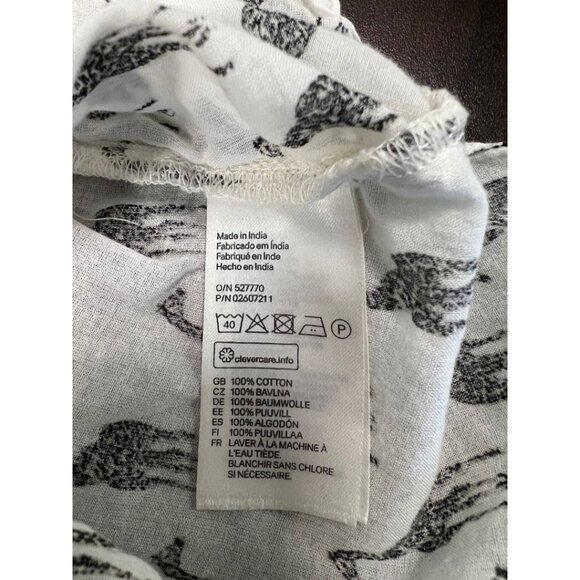 Made in India
Fabricado em Índia
Fabriqué en Inde
Hecho en India
O/N 527770
P/N 02607211
40 P
clevercare.info
GB 100% COTTON
CZ 100% BAVLNA
DE 100% BAUMWOLLE
EE 100% PUUVILL
ES 100% ALGODÓN
FI 100% PUUVILLAA
FR LAVER À LA MACHINE À
L'EAU TIÈDE.
BLANCHIR SANS CHLORE
SI NÉCESSAIRE.